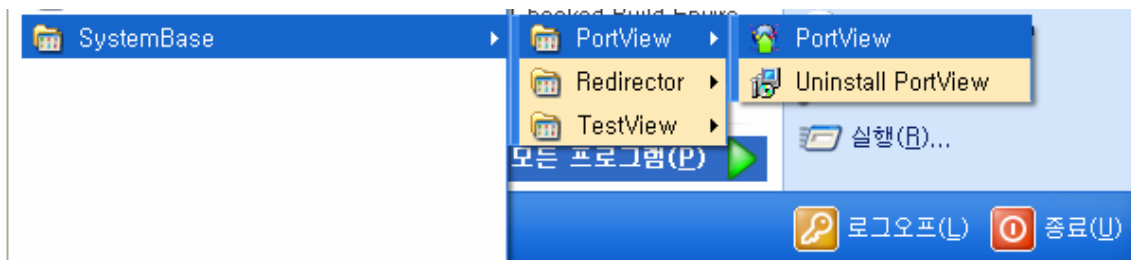 SystemBase
PortView
PortView
Redirector
Uninstall PortView
TestView
실행(R)...
모든 프로그램(P)
로그오프(L)
종료(U)